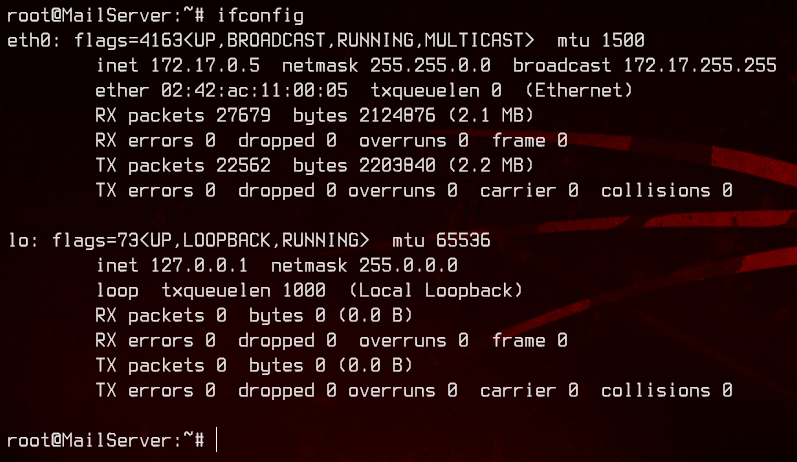 root@MailServer:~# ifconfig
eth0: flags=4163<UP,BROADCAST,RUNNING,MULTICAST>  mtu 1500
        inet 172.17.0.5  netmask 255.255.0.0  broadcast 172.17.255.255
        ether 02:42:ac:11:00:05  txqueuelen 0  (Ethernet)
        RX packets 27679  bytes 2124876 (2.1 MB)
        RX errors 0  dropped 0  overruns 0  frame 0
        TX packets 22562  bytes 2203840 (2.2 MB)
        TX errors 0  dropped 0 overruns 0  carrier 0  collisions 0

lo: flags=73<UP,LOOPBACK,RUNNING>  mtu 65536
        inet 127.0.0.1  netmask 255.0.0.0
        loop  txqueuelen 1000  (Local Loopback)
        RX packets 0  bytes 0 (0.0 B)
        RX errors 0  dropped 0  overruns 0  frame 0
        TX packets 0  bytes 0 (0.0 B)
        TX errors 0  dropped 0 overruns 0  carrier 0  collisions 0

root@MailServer:~#